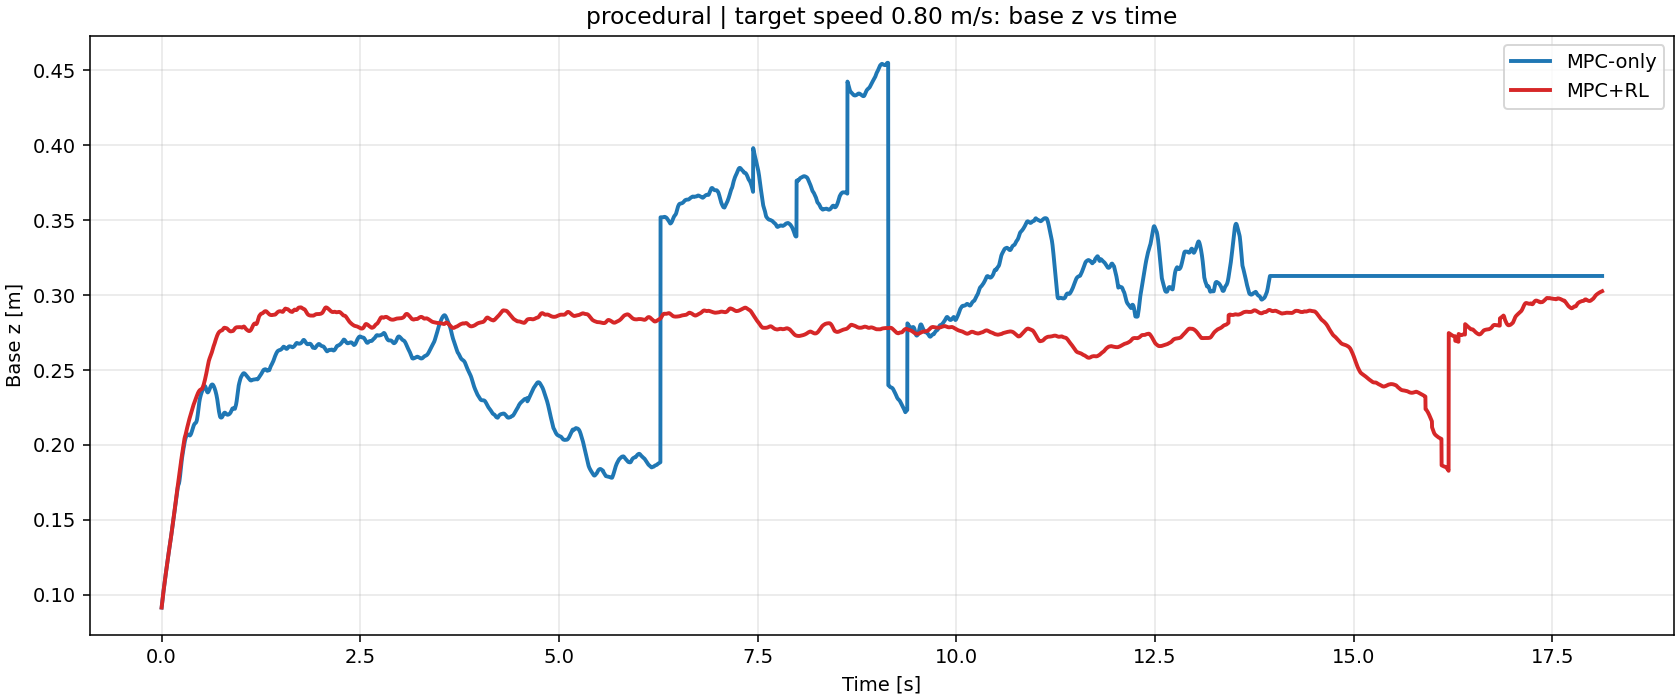 procedural | target speed 0.80 m/s: base z vs time
MPC-only
MPC+RL
0.45
0.40
0.35
0.30
0.25
0.20
0.15
0.10
Base z [m]
0.0 2.5 5.0 7.5 10.0 12.5 15.0 17.5
Time [s]